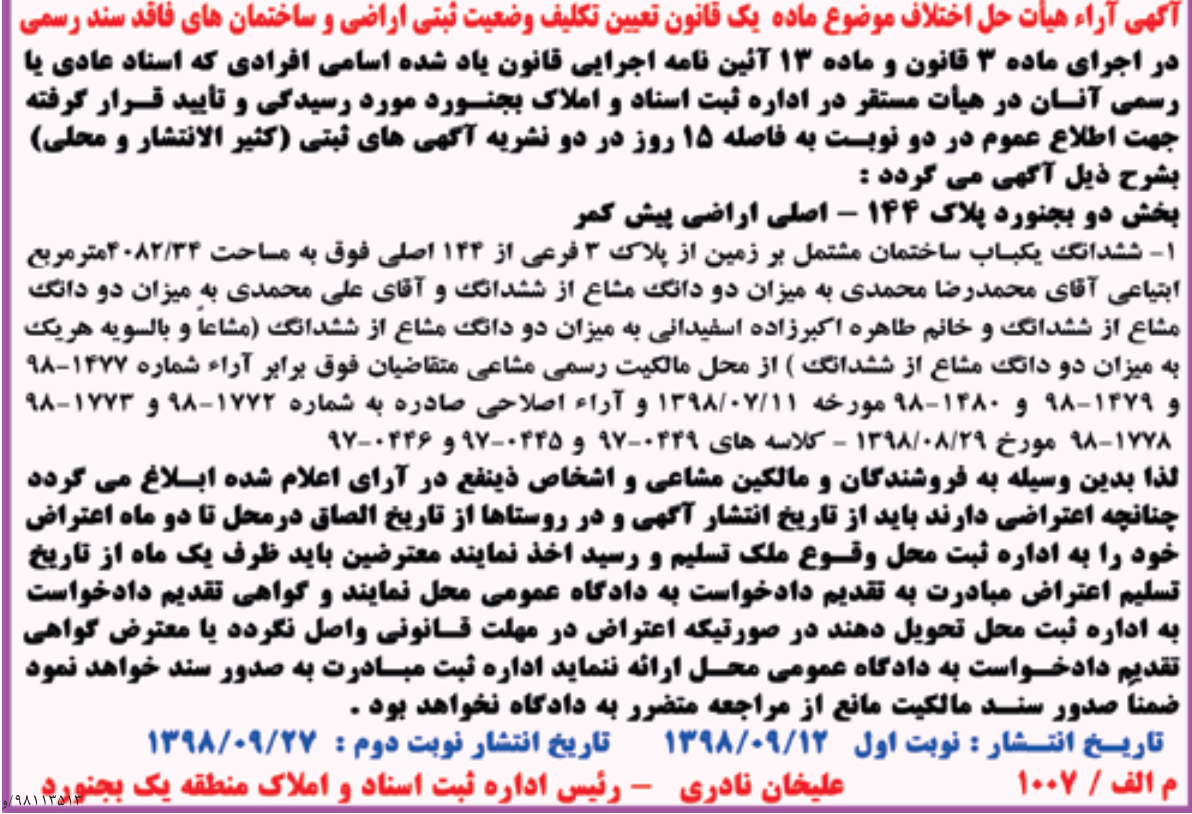 آگهی آراء هیأت حل اختلاف موضوع ماده یک قانون تعیین تکلیف وضعیت ثبتی اراضی و ساختمان های فاقد سند رسمی
در اجرای ماده ۳ قانون و ماده ۱۳ آئین نامه اجرایی قانون یاد شده اسامی افرادی که اسناد عادی یا
رسمی آنــان در هیأت مستقر در اداره ثبت اسناد و املاک بجنــورد مورد رسیدگی و تأیید قــرار گرفته
جهت اطلاع عموم در دو نوبــت به فاصله ۱۵ روز در دو نشریه آگهی های ثبتی (کثیر الانتشار و محلی)
بشرح ذیل آگهی می گردد :
بخش دو بجنورد پلاک ۱۴۴ – اصلی اراضی پیش کمر
۱- ششدانگ یکبـاب ساختمان مشتمل بر زمین از پلاک ۳ فرعی از ۱۴۴ اصلی فوق به مساحت ۴۰۸۲/۳۴مترمربع
ابتیاعی آقای محمدرضا محمدی به میزان دو دانگ مشاع از ششدانگ و آقای علی محمدی به میزان دو دانگ
مشاع از ششدانگ و خانم طاهره اکبرزاده اسفیدانی به میزان دو دانگ مشاع از ششدانگ (مشاعاً و بالسویه هریک
به میزان دو دانگ مشاع از ششدانگ ) از محل مالکیت رسمی مشاعی متقاضیان فوق برابر آراء شماره ۱۴۷۷-۹۸
و ۱۴۷۹-۹۸ و ۱۴۸۰-۹۸ مورخه ۱۳۹۸/۰۷/۱۱ و آراء اصلاحی صادره به شماره ۱۷۷۲-۹۸ و ۱۷۷۳-۹۸
۱۷۷۸-۹۸ مورخ ۱۳۹۸/۰۸/۲۹ - کلاسه های ۰۴۴۹-۹۷ و ۰۴۴۵-۹۷ و ۰۴۴۶-۹۷
لذا بدین وسیله به فروشندگان و مالکین مشاعی و اشخاص ذینفع در آرای اعلام شده ابــلاغ می گردد
چنانچه اعتراضی دارند باید از تاریخ انتشار آگهی و در روستاها از تاریخ الصاق درمحل تا دو ماه اعتراض
خود را به اداره ثبت محل وقــوع ملک تسلیم و رسید اخذ نمایند معترضین باید ظرف یک ماه از تاریخ
تسلیم اعتراض مبادرت به تقدیم دادخواست به دادگاه عمومی محل نمایند و گواهی تقدیم دادخواست
به اداره ثبت محل تحویل دهند در صورتیکه اعتراض در مهلت قــانونی واصل نگردد یا معترض گواهی
تقدیم دادخــواست به دادگاه عمومی محــل ارائه ننماید اداره ثبت مبــادرت به صدور سند خواهد نمود
ضمناً صدور سنــد مالکیت مانع از مراجعه متضرر به دادگاه نخواهد بود .
تاریــخ انتــشار : نوبت اول ۱۳۹۸/۰۹/۱۲ تاریخ انتشار نوبت دوم : ۱۳۹۸/۰۹/۲۷
م الف / ۱۰۰۷ علیخان نادری – رئیس اداره ثبت اسناد و املاک منطقه یک بجنورد
۹۸۱۱۳۵۱۳/و